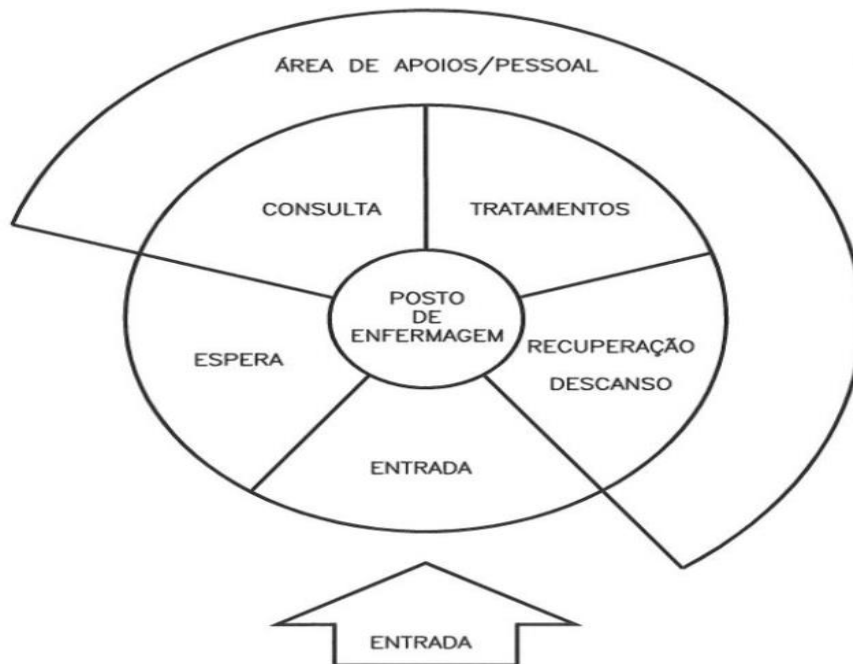 ÁREA DE APOIOS/PESSOAL
CONSULTA
TRATAMENTOS
POSTO
DE
ENFERMAGEM
ESPERA
RECUPERAÇÃO
DESCANSO
ENTRADA
ENTRADA